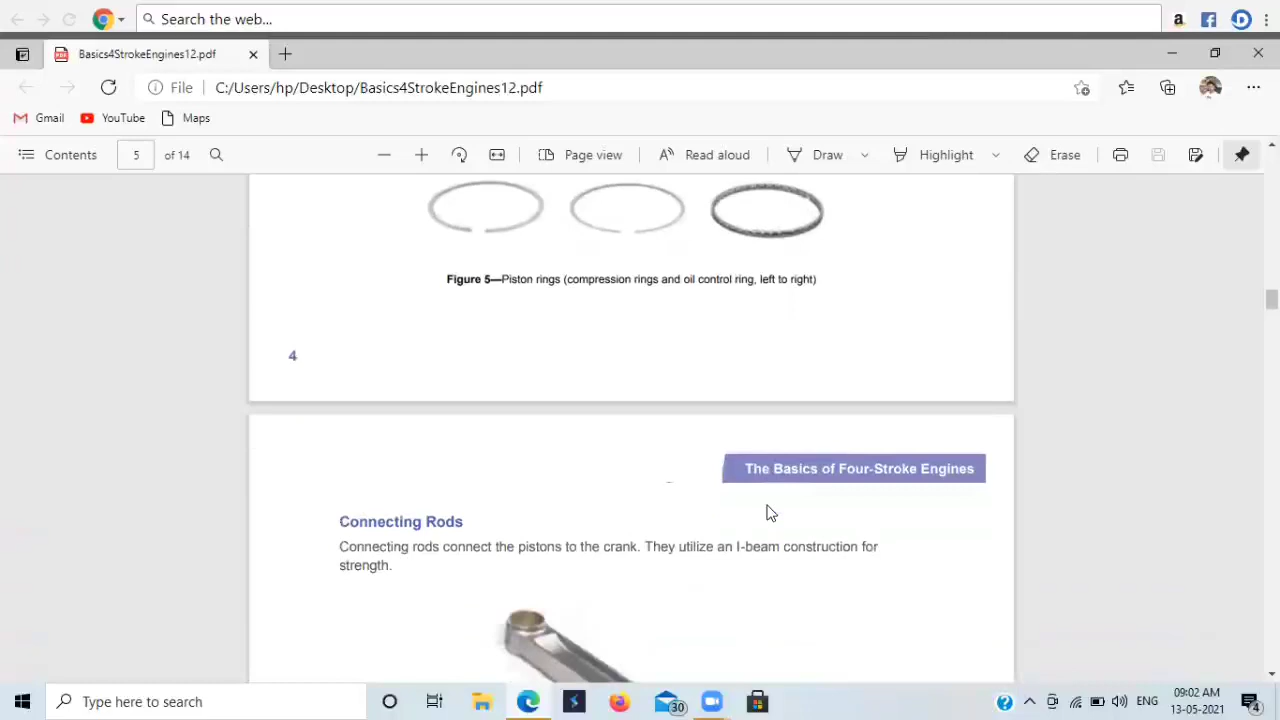 Search the web...
Basics4StrokeEngines12.pdf
File C:/Users/hp/Desktop/Basics4StrokeEngines12.pdf
Gmail YouTube Maps
Contents 5 of 14 Page view Read aloud Draw Highlight Erase
Figure 5—Piston rings (compression rings and oil control ring, left to right)
4
The Basics of Four-Stroke Engines
Connecting Rods
Connecting rods connect the pistons to the crank. They utilize an I-beam construction for
strength.
Type here to search
30
ENG
09:02 AM
13-05-2021
4